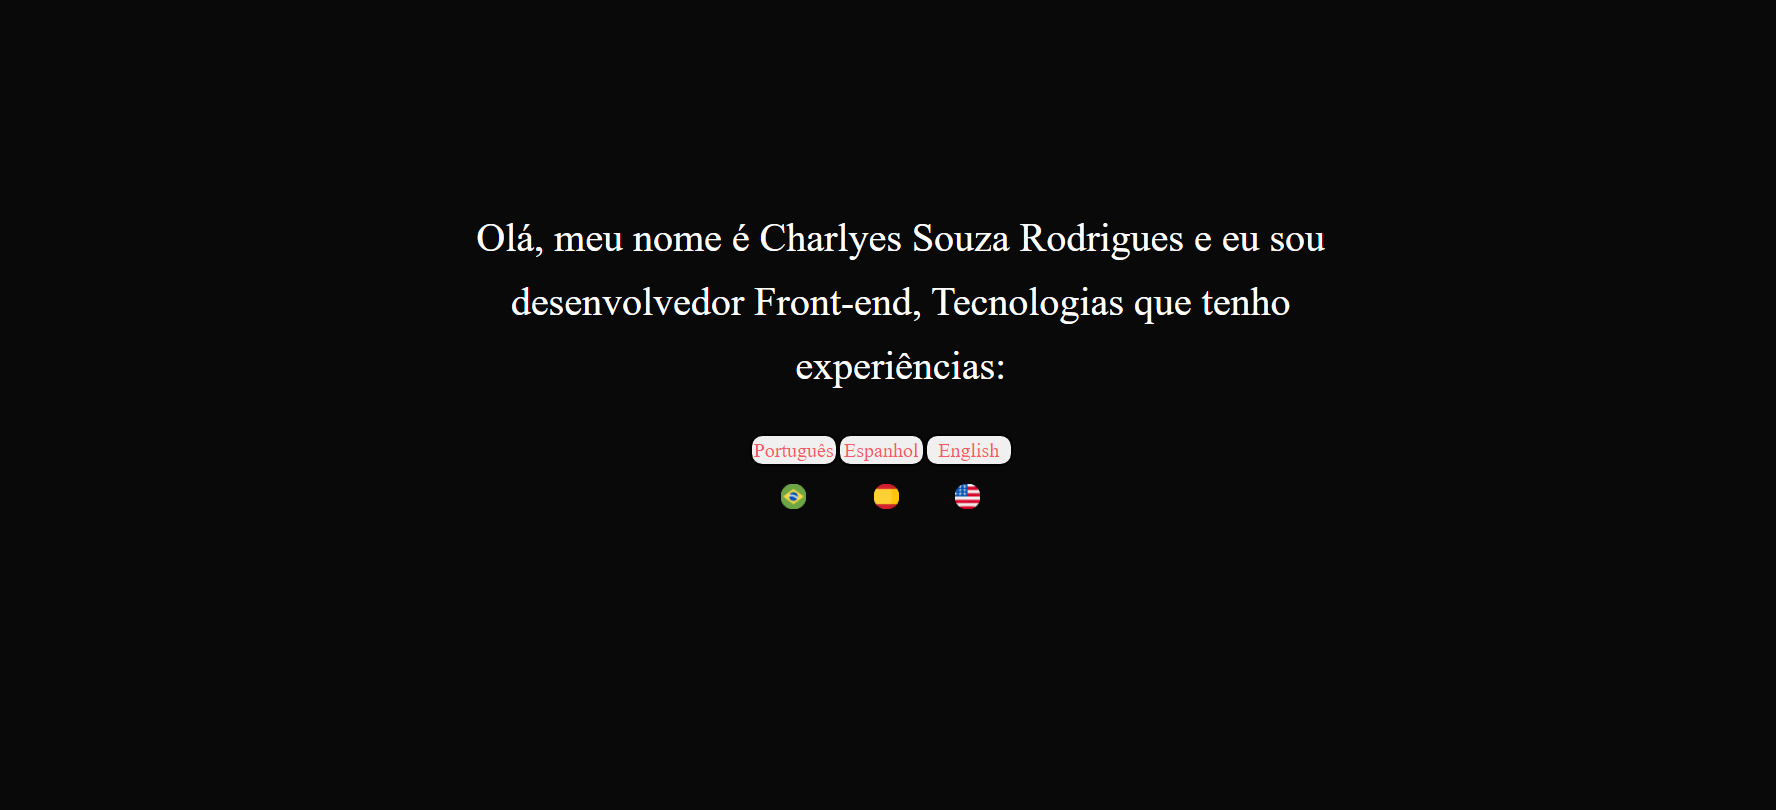 Olá, meu nome é Charlyes Souza Rodrigues e eu sou
desenvolvedor Front-end, Tecnologias que tenho
experiências:
Português Espanhol English